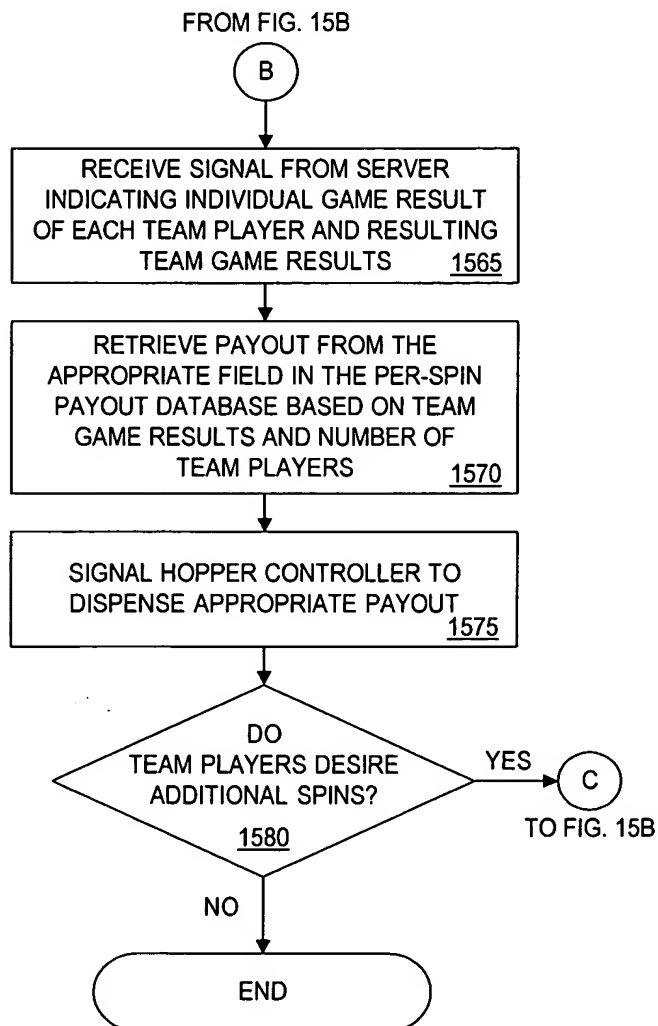 FROM FIG. 15B
B
RECEIVE SIGNAL FROM SERVER
INDICATING INDIVIDUAL GAME RESULT
OF EACH TEAM PLAYER AND RESULTING
TEAM GAME RESULTS 1565
RETRIEVE PAYOUT FROM THE
APPROPRIATE FIELD IN THE PER-SPIN
PAYOUT DATABASE BASED ON TEAM
GAME RESULTS AND NUMBER OF
TEAM PLAYERS 1570
SIGNAL HOPPER CONTROLLER TO
DISPENSE APPROPRIATE PAYOUT
1575
DO
TEAM PLAYERS DESIRE
ADDITIONAL SPINS?
1580
YES
C
TO FIG. 15B
NO
END